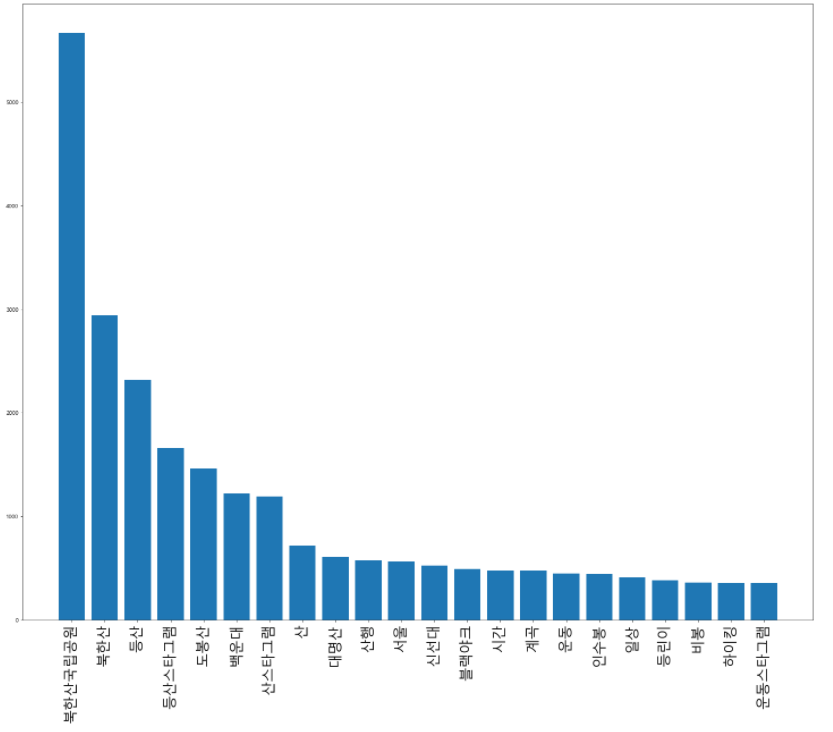 5000
4000
3000
2000
1000
0
북한산국립공원
북한산
등산
등산스타그램
도봉산
백운대
산스타그램
산
대명산
산행
서울
신선대
블랙야크
시간
계곡
운동
인수봉
일상
등린이
비봉
하이킹
운동스타그램